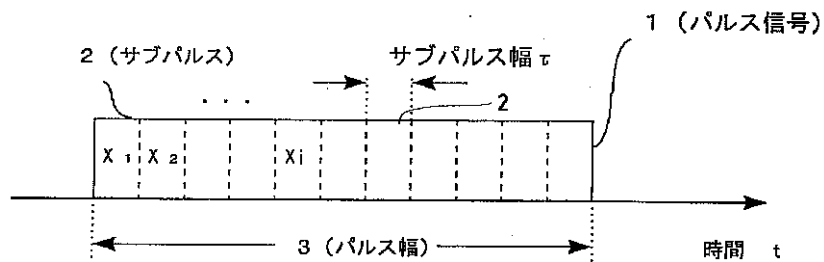 1 (パルス信号)
2 (サブパルス)
サブパルス幅 τ
・・・
2
X 1 X 2 Xi
3 (パルス幅)
時間 t